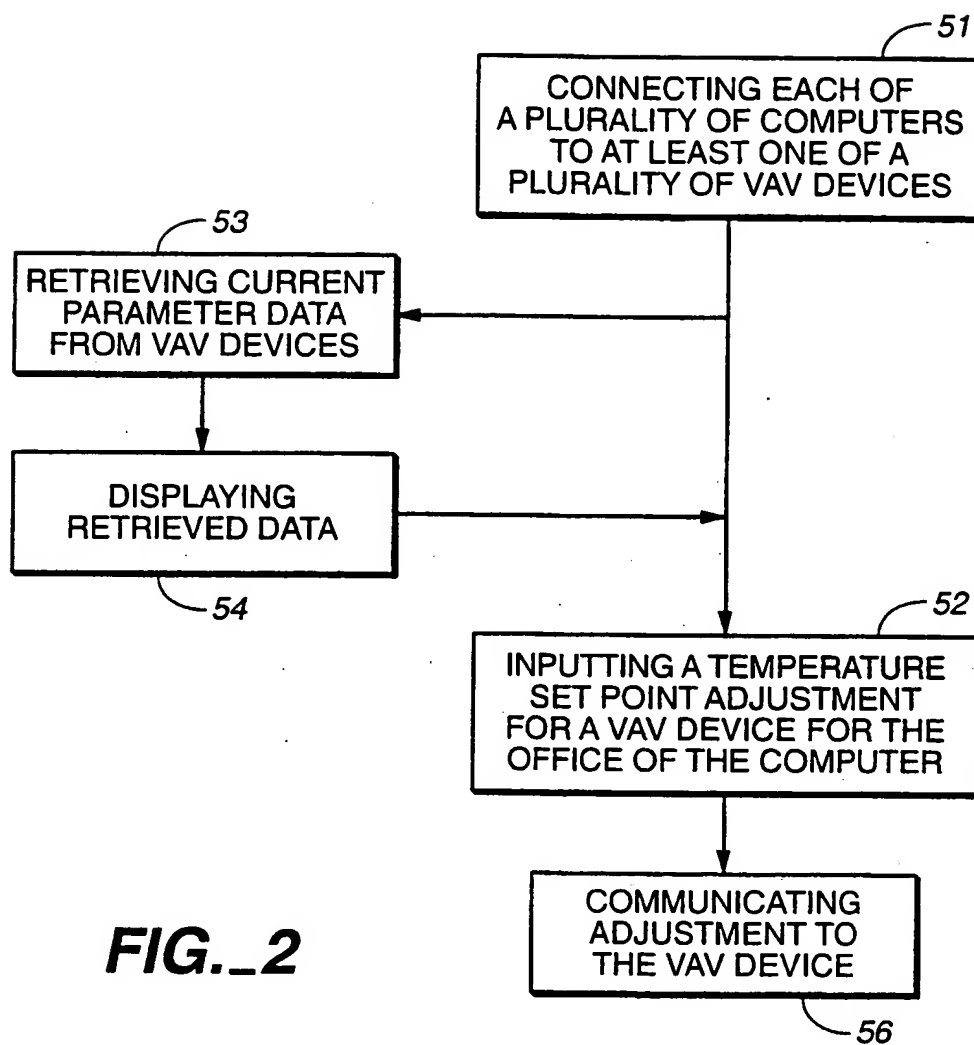 51
CONNECTING EACH OF
A PLURALITY OF COMPUTERS
TO AT LEAST ONE OF A
PLURALITY OF VAV DEVICES
53
RETRIEVING CURRENT
PARAMETER DATA
FROM VAV DEVICES
DISPLAYING
RETRIEVED DATA
54
52
INPUTTING A TEMPERATURE
SET POINT ADJUSTMENT
FOR A VAV DEVICE FOR THE
OFFICE OF THE COMPUTER
COMMUNICATING
ADJUSTMENT TO
THE VAV DEVICE
56
FIG._2